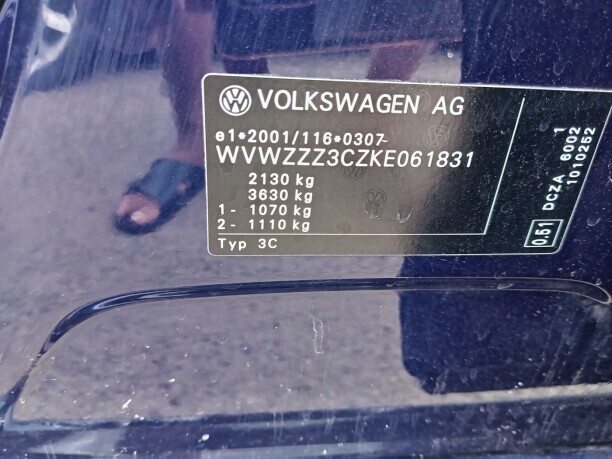 VOLKSWAGEN AG
e1*2001/116*0307-
WVWZZZ3CZKE061831
2130 kg
3630 kg
1- 1070 kg
2- 1110 kg
Typ 3C
0.51 DCZA 6002 1
1010252